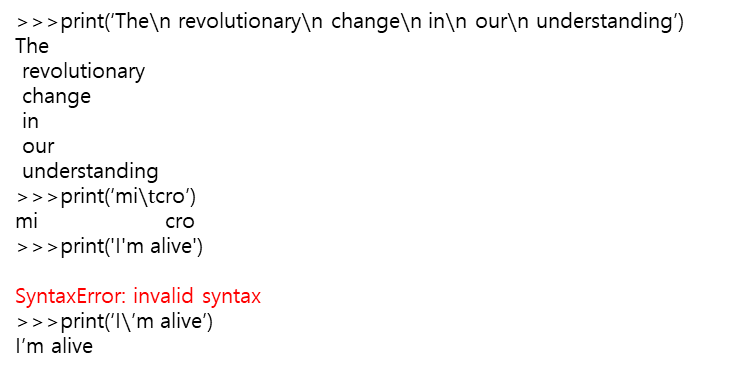 >>>print(‘The\n revolutionary\n change\n in\n our\n understanding’)
The
 revolutionary
 change
 in
 our
 understanding
>>>print(‘mi\tcro’)
mi	cro
>>>print('I'm alive')
SyntaxError: invalid syntax
>>>print(‘I\’m alive’)
I’m alive